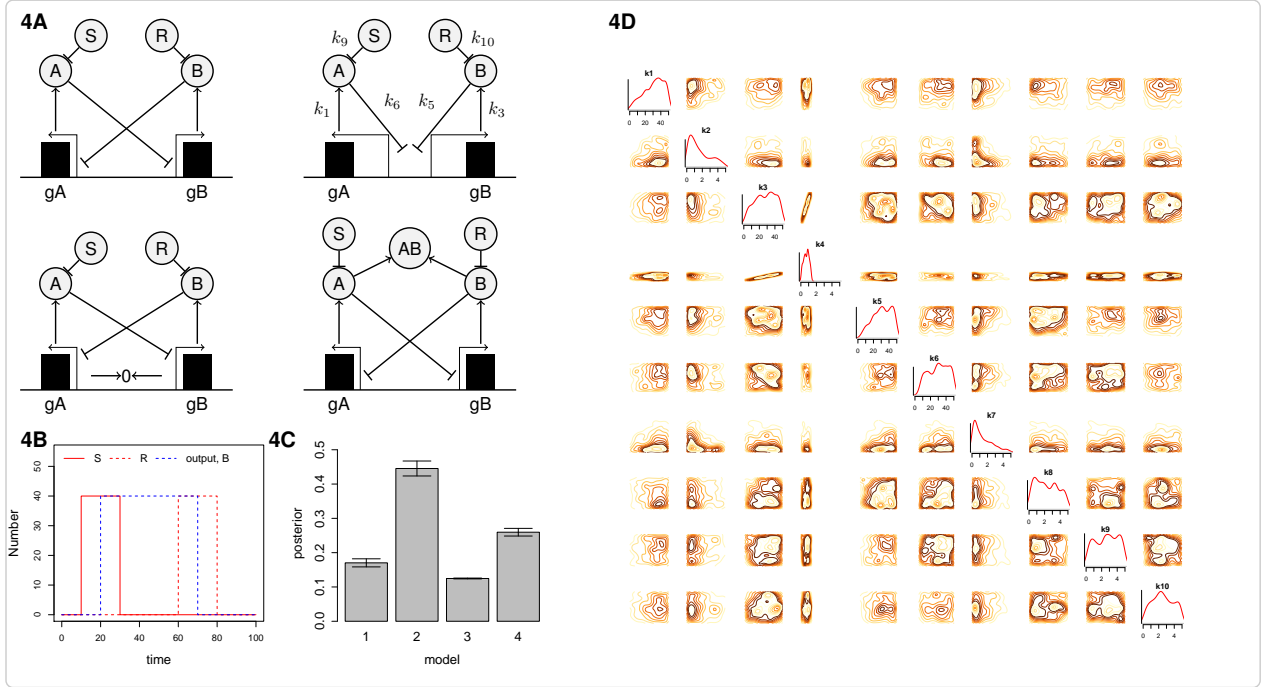 4A
S R
A B
gA gB
k9 S R k10
A B
k1 k6 k5 k3
gA gB
S R
A B
0
gA gB
S AB R
A B
gA gB
4B
S R output, B
Number
0 10 20 30 40 50
0 20 40 60 80 100
time
4C
posterior
0.0 0.1 0.2 0.3 0.4 0.5
1 2 3 4
model
4D
k1
0 20 40
k2
0 2 4
k3
0 20 40
k4
0 2 4
k5
0 20 40
k6
0 20 40
k7
0 2 4
k8
0 2 4
k9
0 2 4
k10
0 2 4